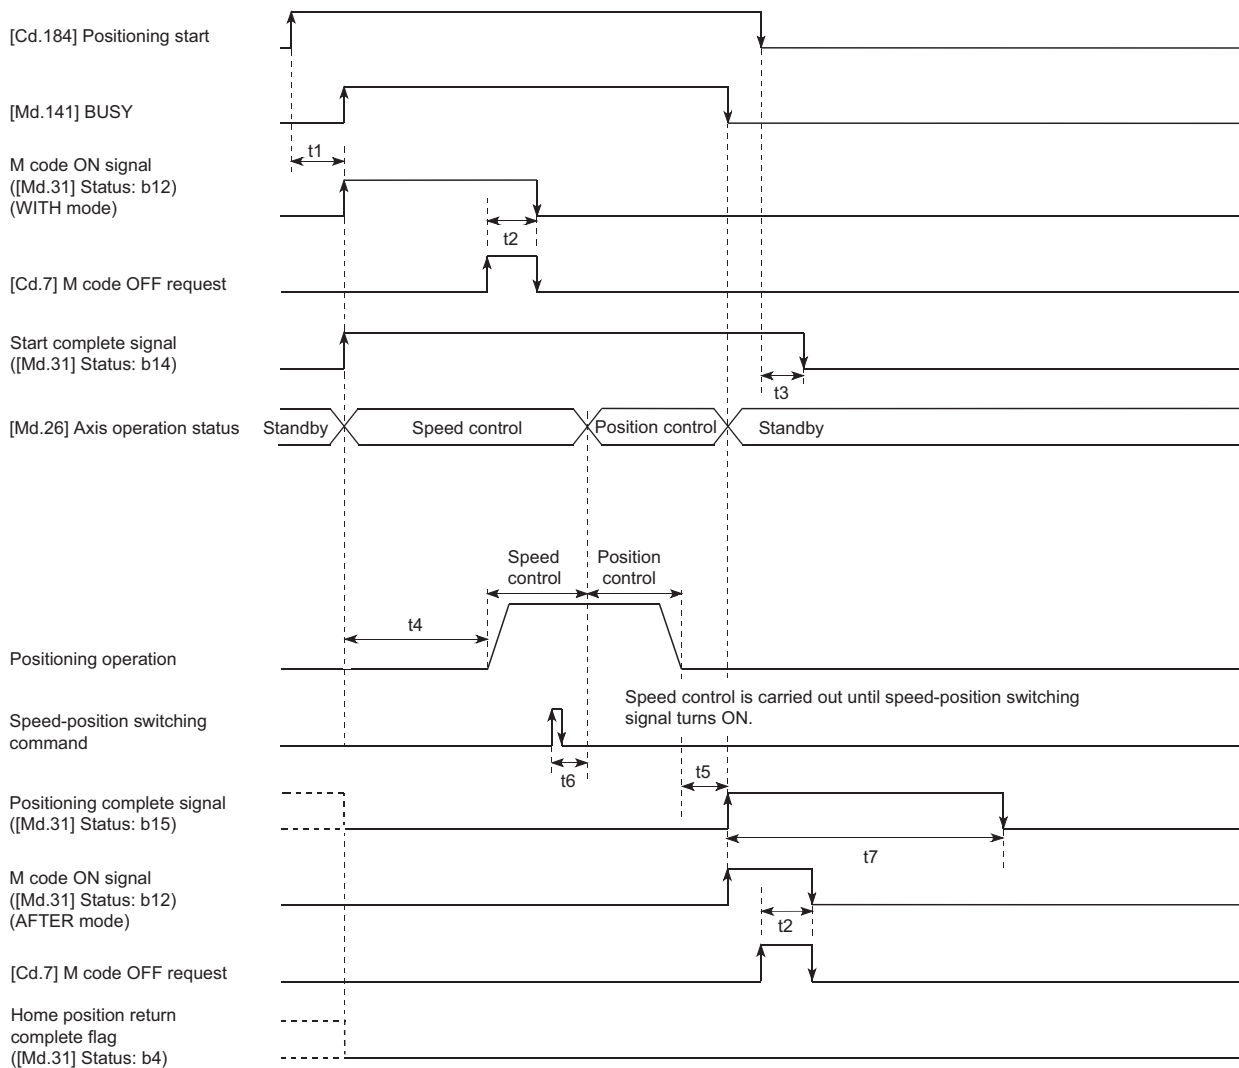 [Cd.184] Positioning start
[Md.141] BUSY
t1
M code ON signal
([Md.31] Status: b12)
(WITH mode)
t2
[Cd.7] M code OFF request
Start complete signal
([Md.31] Status: b14)
t3
[Md.26] Axis operation status
Standby
Speed control
Position control
Standby
Speed
control
Position
control
t4
Positioning operation
Speed control is carried out until speed-position switching
signal turns ON.
Speed-position switching
command
t6
t5
Positioning complete signal
([Md.31] Status: b15)
t7
M code ON signal
([Md.31] Status: b12)
(AFTER mode)
t2
[Cd.7] M code OFF request
Home position return
complete flag
([Md.31] Status: b4)